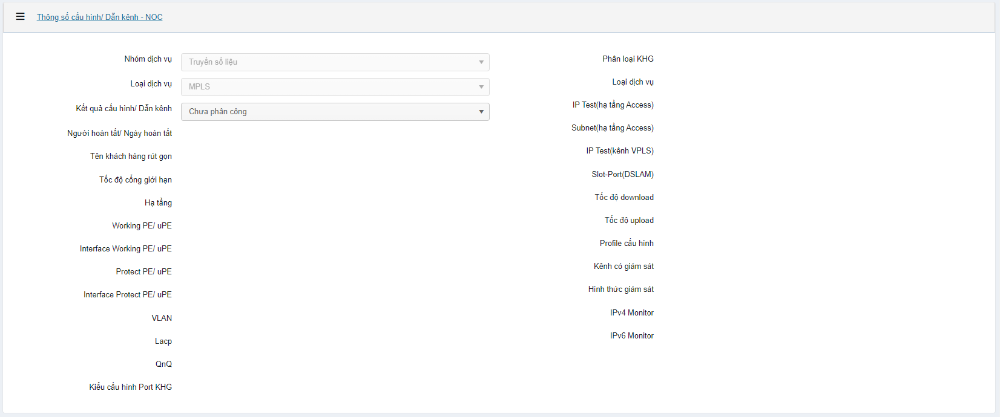 Thông số cấu hình/ Dẫn kênh - NOC
Nhóm dịch vụ
Truyền số liệu
Loại dịch vụ
MPLS
Kết quả cấu hình/ Dẫn kênh
Chưa phân công
Người hoàn tất/ Ngày hoàn tất
Tên khách hàng rút gọn
Tốc độ cổng giới hạn
Hạ tầng
Working PE/ uPE
Interface Working PE/ uPE
Protect PE/ uPE
Interface Protect PE/ uPE
VLAN
Lacp
QnQ
Kiểu cấu hình Port KHG
Phân loại KHG
Loại dịch vụ
IP Test(hạ tầng Access)
Subnet(hạ tầng Access)
IP Test(kênh VPLS)
Slot-Port(DSLAM)
Tốc độ download
Tốc độ upload
Profile cấu hình
Kênh có giám sát
Hình thức giám sát
IPv4 Monitor
IPv6 Monitor